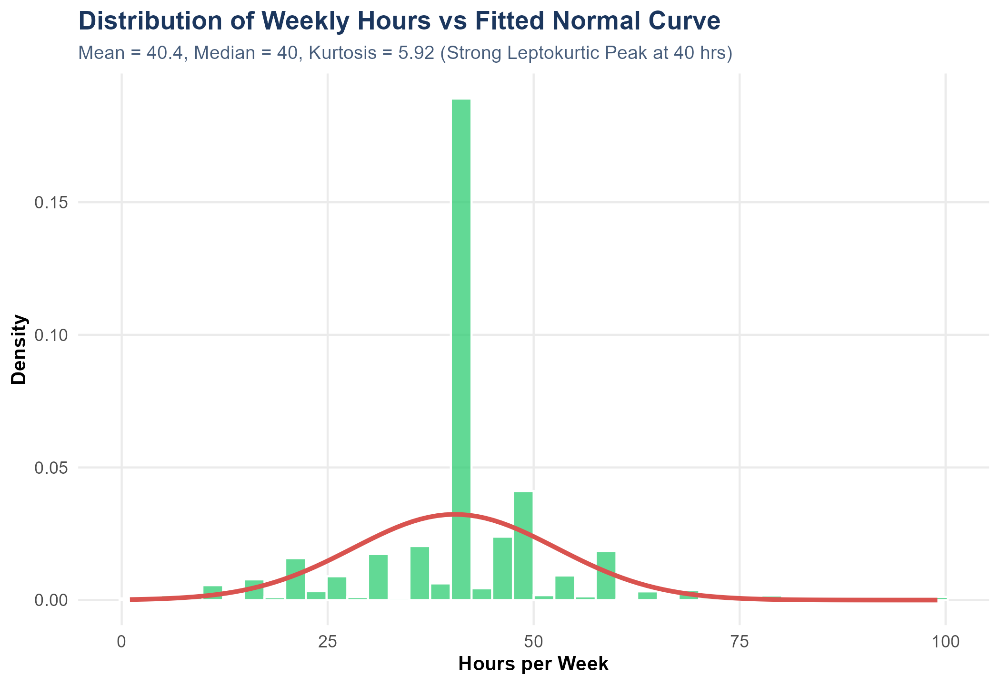 Distribution of Weekly Hours vs Fitted Normal Curve
Mean = 40.4, Median = 40, Kurtosis = 5.92 (Strong Leptokurtic Peak at 40 hrs)
Density
0.15
0.10
0.05
0.00
0 25 50 75 100
Hours per Week